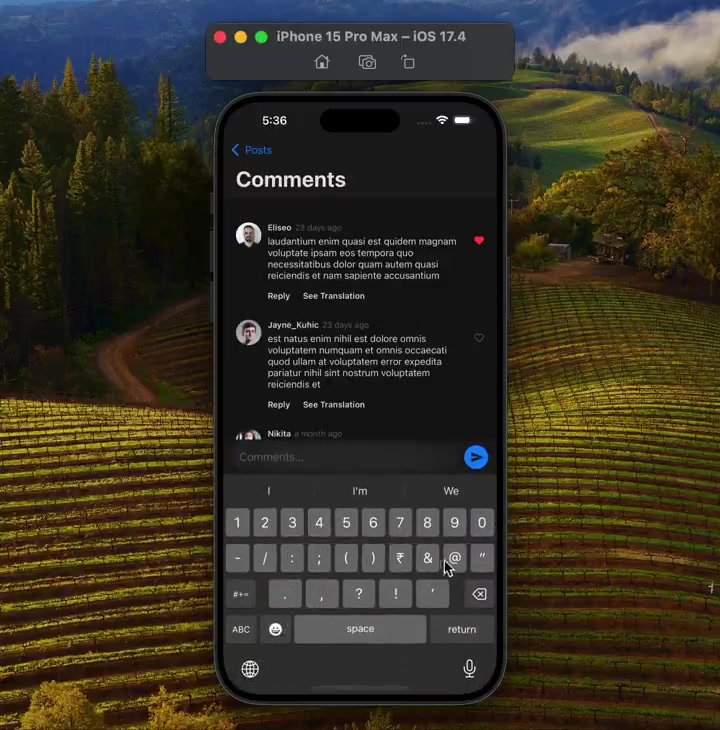 iPhone 15 Pro Max – iOS 17.4
5:36
Posts
Comments
Eliseo 23 days ago
laudantium enim quasi est quidem magnam
voluptate ipsam eos tempora quo
necessitatibus dolor quam autem quasi
reiciendis et nam sapiente accusantium
Reply See Translation
Jayne_Kuhic 23 days ago
est natus enim nihil est dolore omnis
voluptatem numquam et omnis occaecati
quod ullam at voluptatem error expedita
pariatur nihil sint nostrum voluptatem
reiciendis et
Reply See Translation
Nikita a month ago
Comments...
I I'm We
1 2 3 4 5 6 7 8 9 0
- / : ; ( ) ₹ & @ "
#+= . , ? ! '
ABC space return